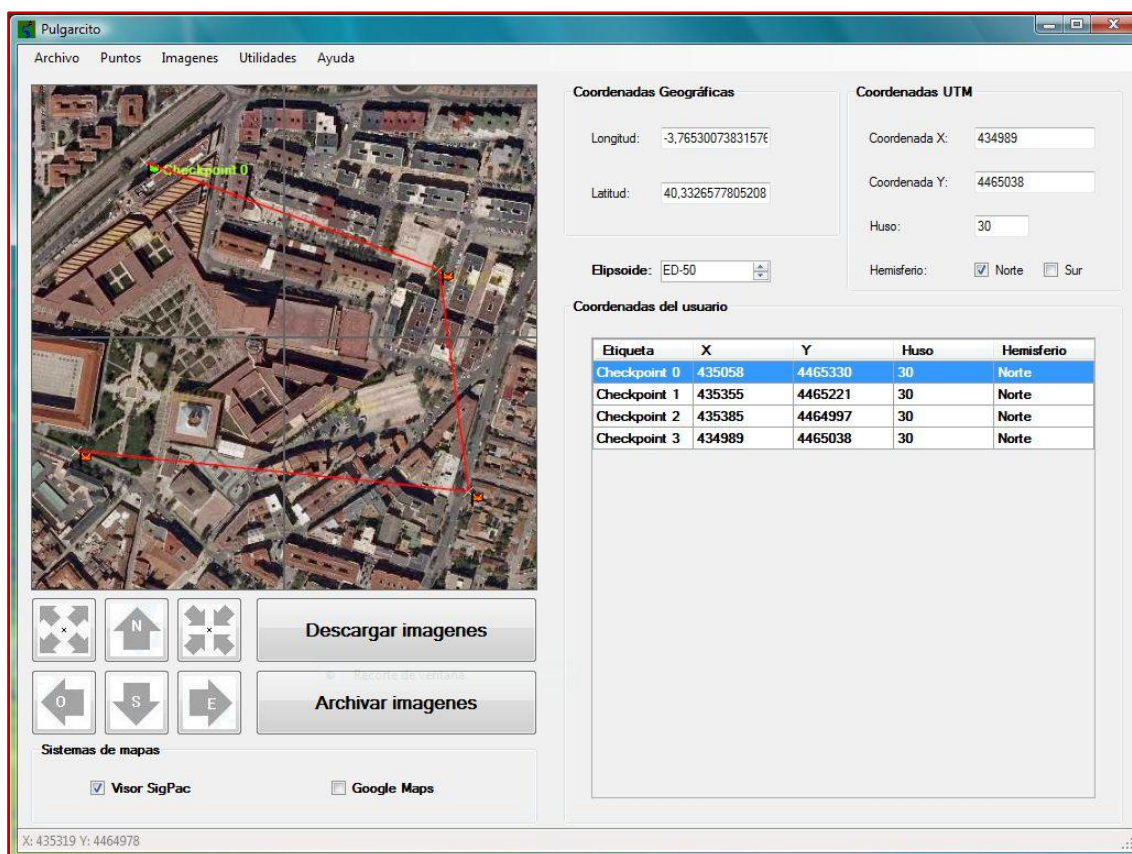 Pulgarcito
Archivo Puntos Imagenes Utilidades Ayuda
Checkpoint 0
N
Descargar imagenes
Recorte de ventana
O S E
Archivar imagenes
Sistemas de mapas
Visor SigPac Google Maps
Coordenadas Geográficas
Longitud: -3,76530073831576
Latitud: 40,3326577805208
Elipsoide: ED-50
Coordenadas UTM
Coordenada X: 434989
Coordenada Y: 4465038
Huso: 30
Hemisferio: Norte Sur
Coordenadas del usuario
Etiqueta X Y Huso Hemisferio
Checkpoint 0 435058 4465330 30 Norte
Checkpoint 1 435355 4465221 30 Norte
Checkpoint 2 435385 4464997 30 Norte
Checkpoint 3 434989 4465038 30 Norte
X: 435319 Y: 4464978